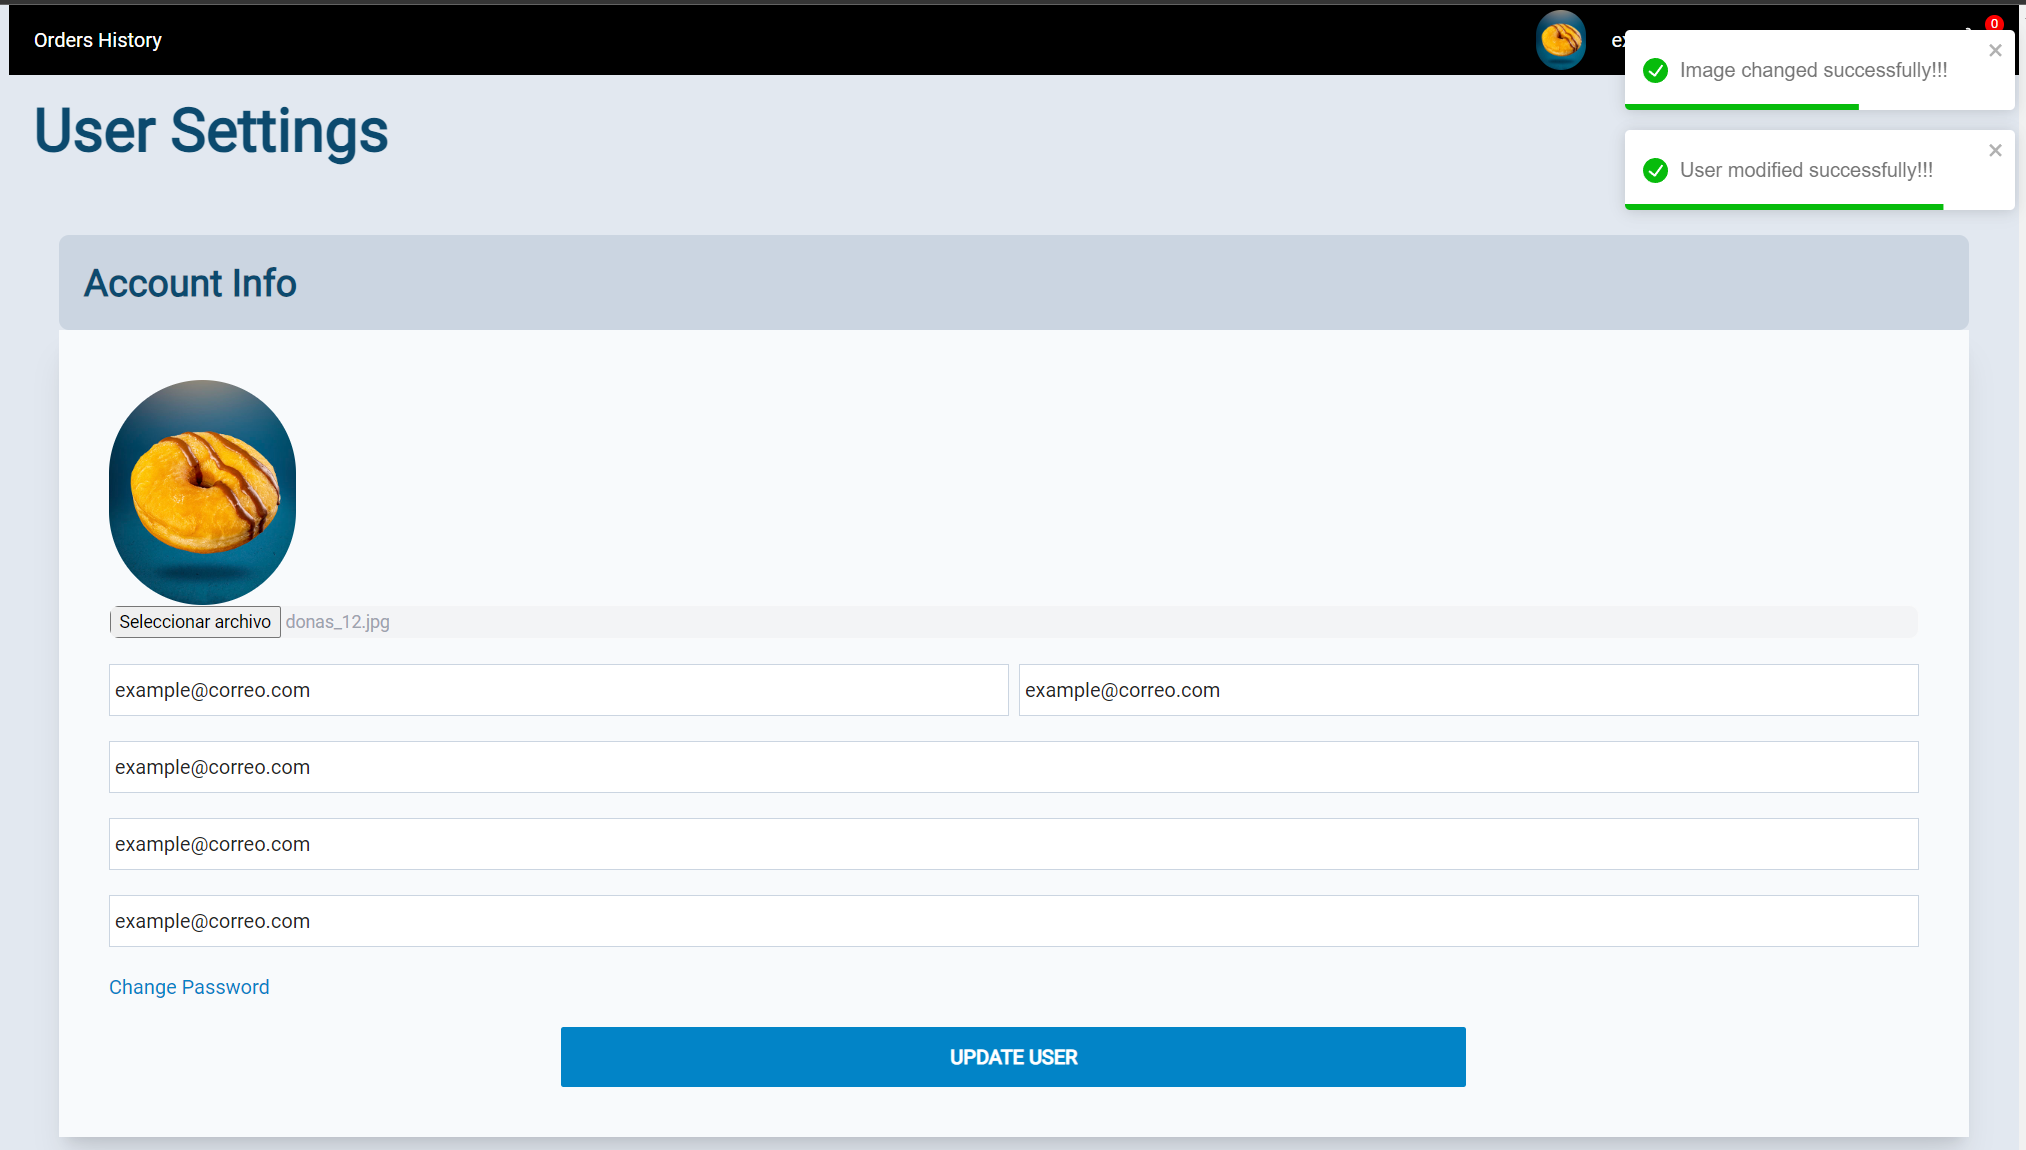 Orders History
0
Image changed successfully!!!
User modified successfully!!!
User Settings
Account Info
Seleccionar archivo donas_12.jpg
example@correo.com example@correo.com
example@correo.com
example@correo.com
example@correo.com
Change Password
UPDATE USER